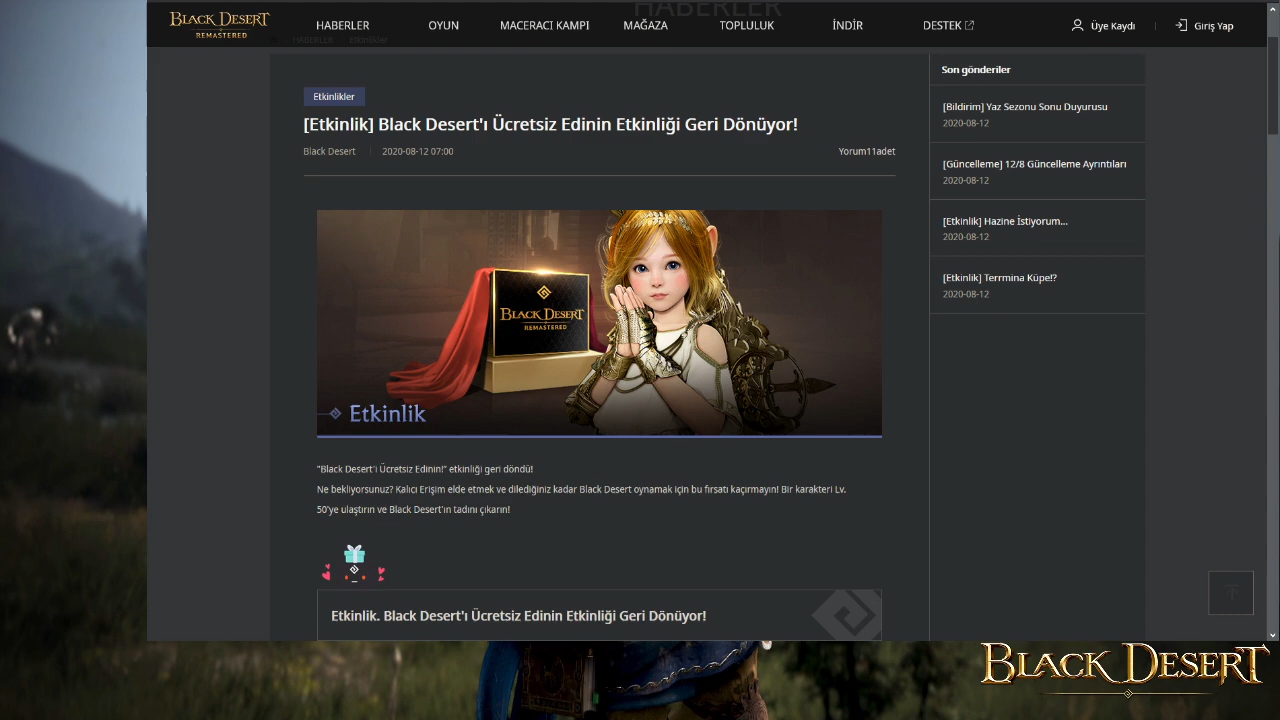 HABERLER
BLACK DESERT
REMASTERED
HABERLER
OYUN
MACERACI KAMPI
MAĞAZA
TOPLULUK
İNDİR
DESTEK
Üye Kaydı
Giriş Yap
HABERLER
Etkinlikler
Etkinlikler
[Etkinlik] Black Desert'ı Ücretsiz Edinin Etkinliği Geri Dönüyor!
Black Desert
2020-08-12 07:00
Yorum11adet
BLACK DESERT
REMASTERED
Etkinlik
"Black Desert'i Ücretsiz Edinin!" etkinliği geri döndü!
Ne bekliyorsunuz? Kalıcı Erişim elde etmek ve dilediğiniz kadar Black Desert oynamak için bu fırsatı kaçırmayın! Bir karakteri Lv.
50'ye ulaştırın ve Black Desert'ın tadını çıkarın!
Etkinlik. Black Desert'ı Ücretsiz Edinin Etkinliği Geri Dönüyor!
Son gönderiler
[Bildirim] Yaz Sezonu Sonu Duyurusu
2020-08-12
[Güncelleme] 12/8 Güncelleme Ayrıntıları
2020-08-12
[Etkinlik] Hazine İstiyorum...
2020-08-12
[Etkinlik] Terrmina Küpe!?
2020-08-12
BLACK DESERT